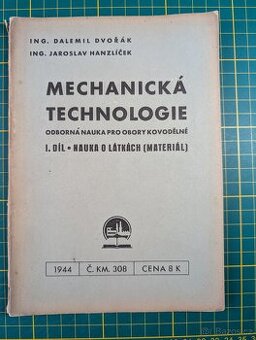 ING. DALEMIL DVOŘÁK
ING. JAROSLAV HANZLÍČEK
MECHANICKÁ
TECHNOLOGIE
ODBORNÁ NAUKA PRO OBORY KOVODĚLNÉ
I. DÍL • NAUKA O LÁTKÁCH (MATERIÁL)
1944 Č. KM. 308 CENA 8 K